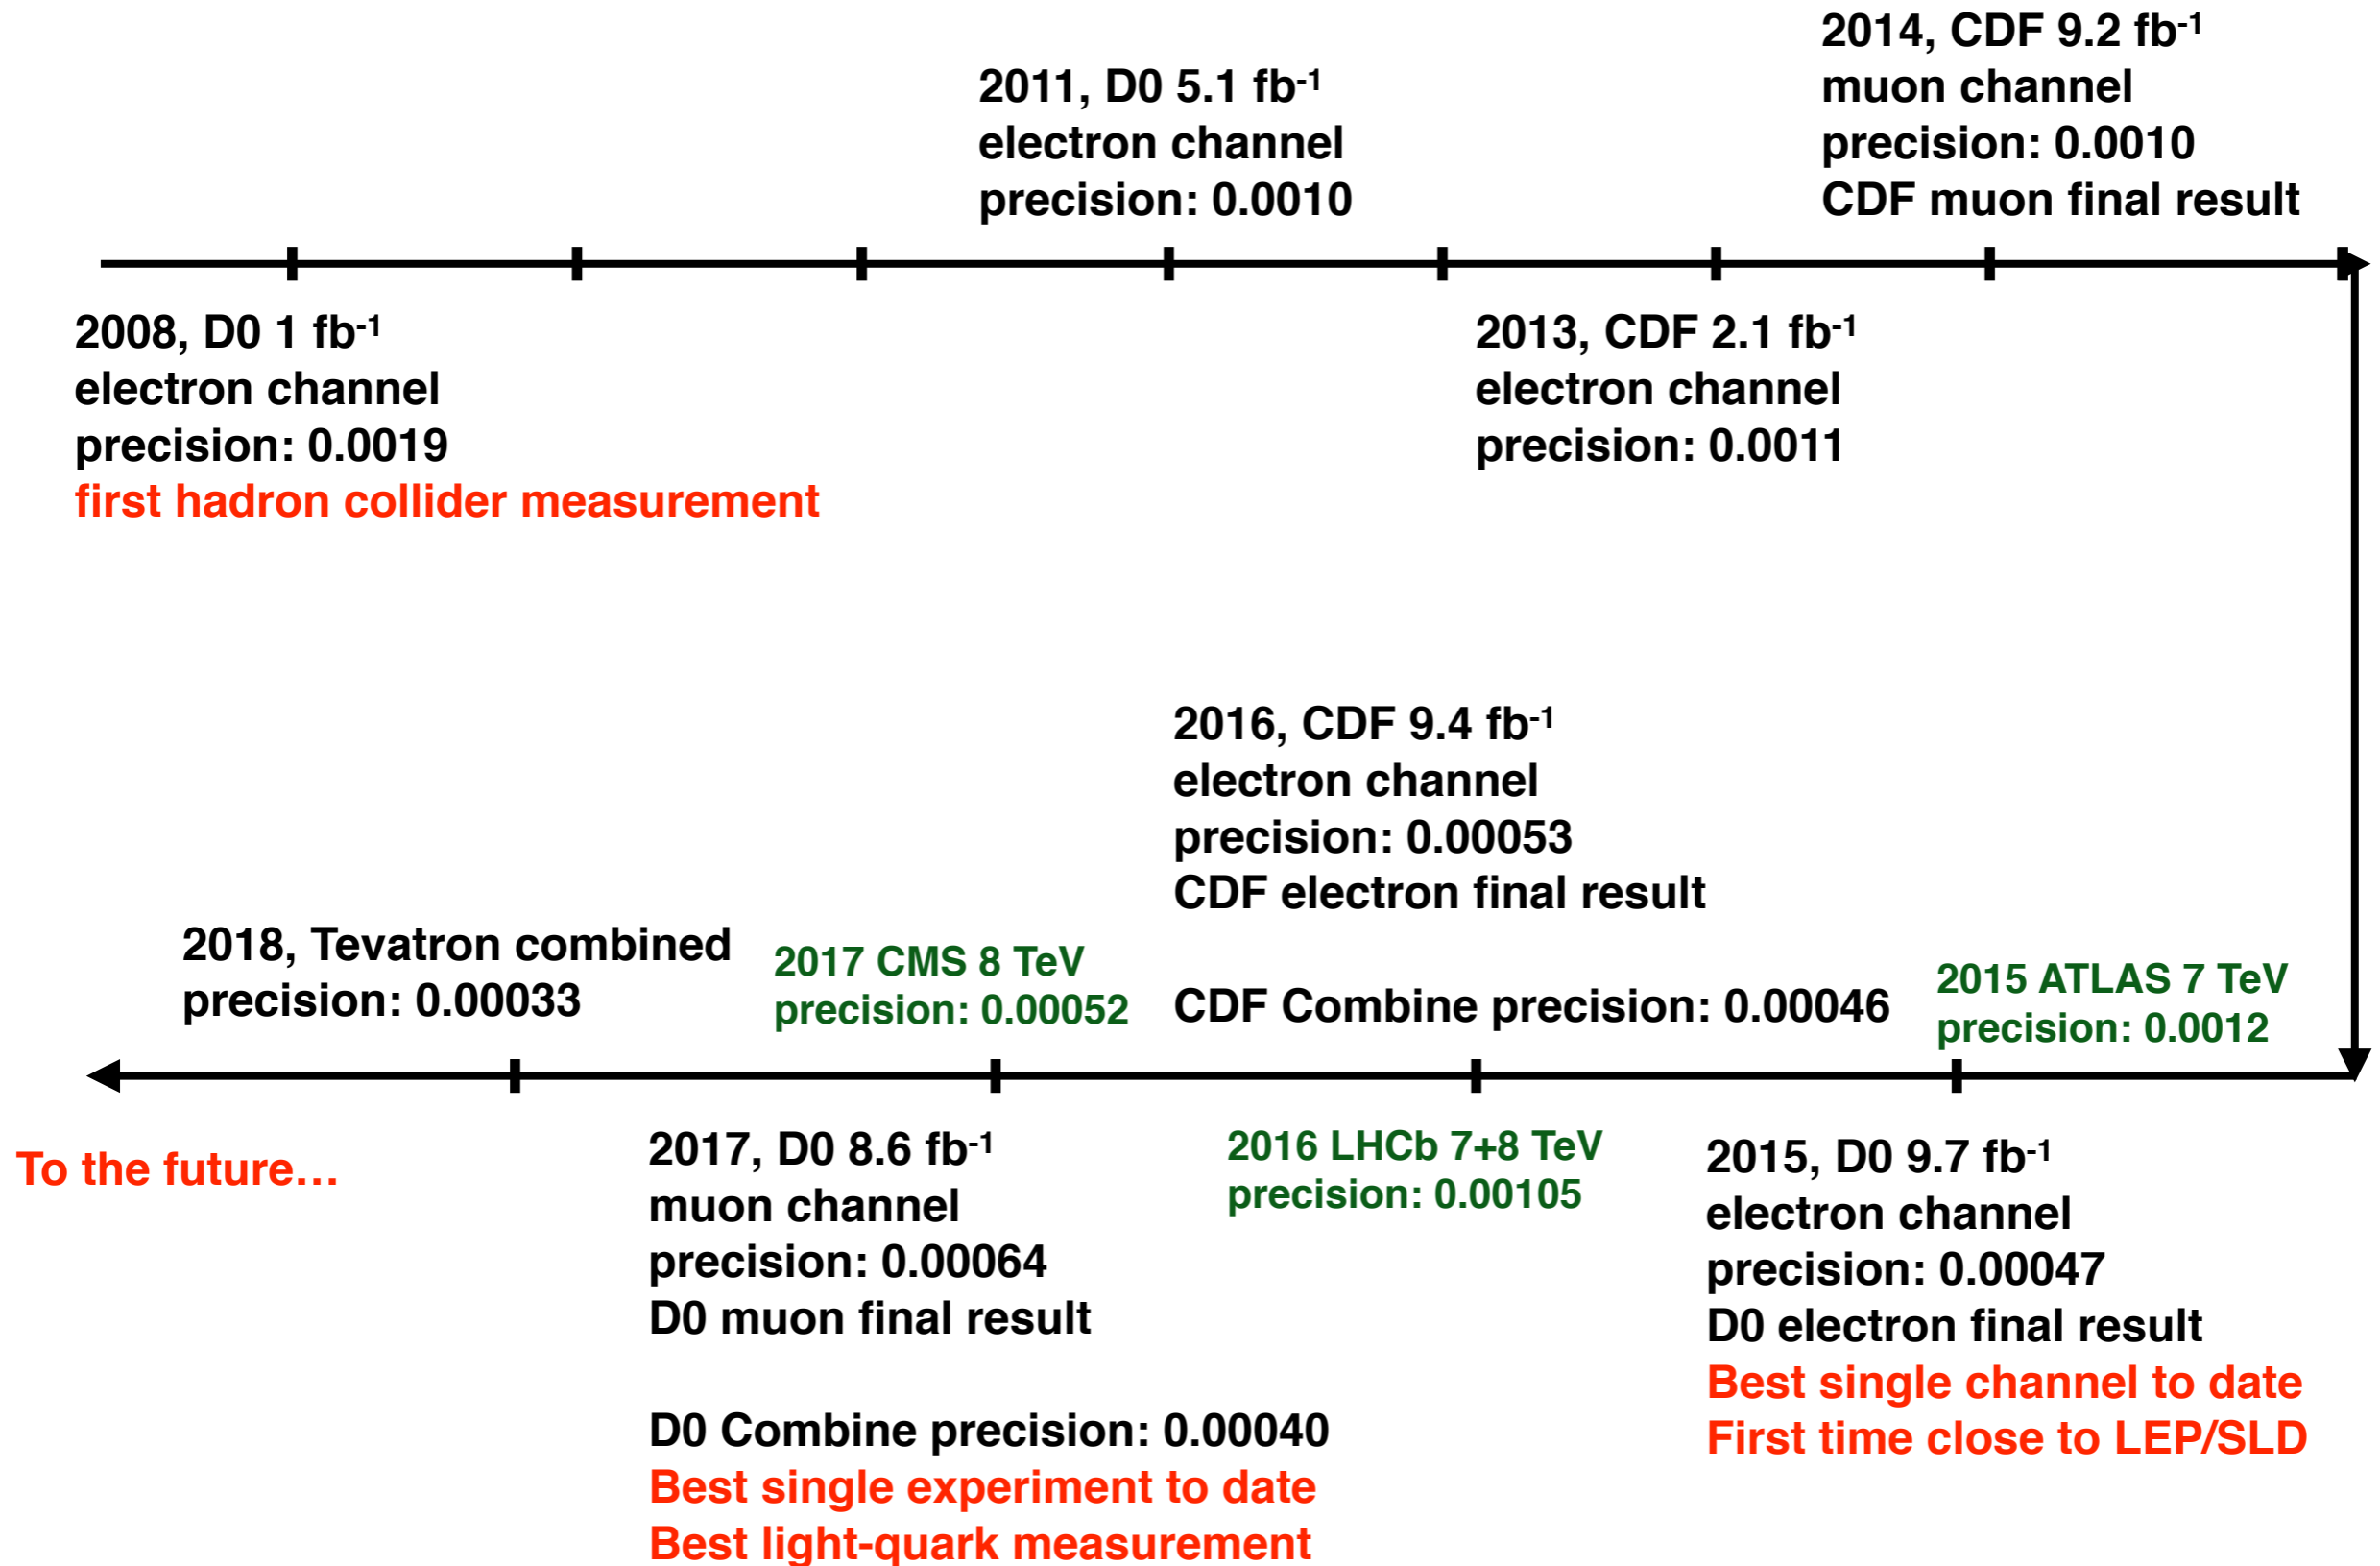 2008, D0 1 fb-1
electron channel
precision: 0.0019
first hadron collider measurement
2011, D0 5.1 fb-1
electron channel
precision: 0.0010
2013, CDF 2.1 fb-1
electron channel
precision: 0.0011
2014, CDF 9.2 fb-1
muon channel
precision: 0.0010
CDF muon final result
2015 ATLAS 7 TeV
precision: 0.0012
2015, D0 9.7 fb-1
electron channel
precision: 0.00047
D0 electron final result
Best single channel to date
First time close to LEP/SLD
2016, CDF 9.4 fb-1
electron channel
precision: 0.00053
CDF electron final result
CDF Combine precision: 0.00046
2016 LHCb 7+8 TeV
precision: 0.00105
2017 CMS 8 TeV
precision: 0.00052
2017, D0 8.6 fb-1
muon channel
precision: 0.00064
D0 muon final result
D0 Combine precision: 0.00040
Best single experiment to date
Best light-quark measurement
2018, Tevatron combined
precision: 0.00033
To the future…